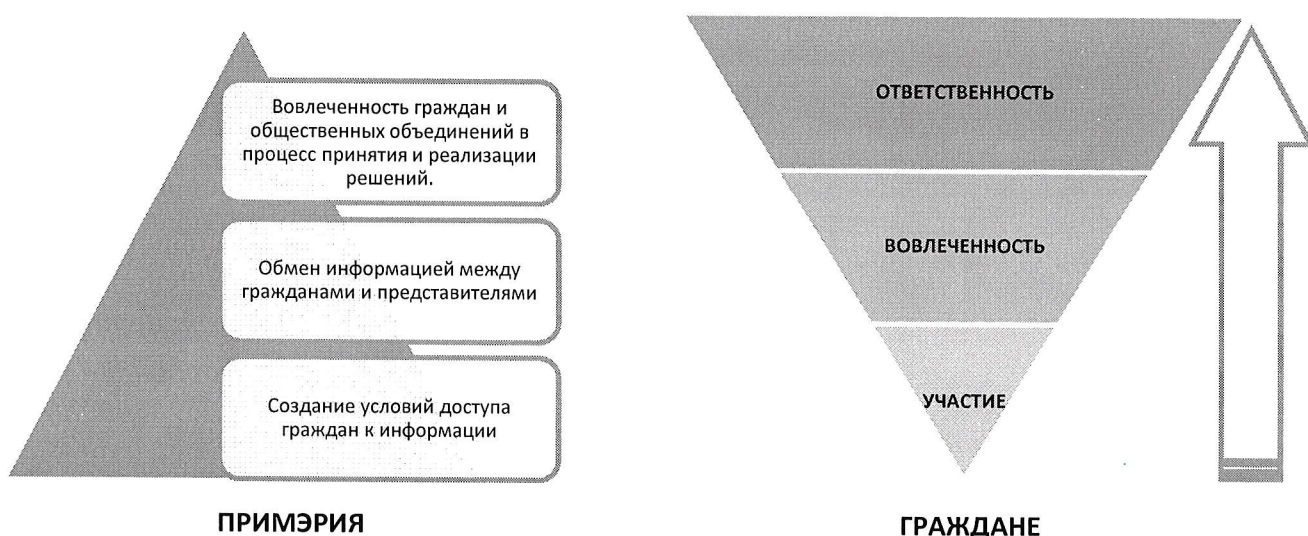 Вовлеченность граждан и
общественных объединений в
процесс принятия и реализации
решений.
Обмен информацией между
гражданами и представителями
Создание условий доступа
граждан к информации
ПРИМЭРИЯ
ОТВЕТСТВЕННОСТЬ
ВОВЛЕЧЕННОСТЬ
УЧАСТИЕ
ГРАЖДАНЕ